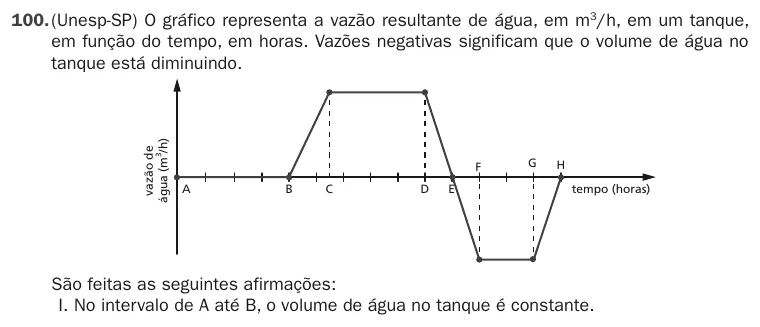 100. (Unesp-SP) O gráfico representa a vazão resultante de água, em m³/h, em um tanque,
em função do tempo, em horas. Vazões negativas significam que o volume de água no
tanque está diminuindo.
vazão de
água (m³/h)
A B C D E F G H
tempo (horas)
São feitas as seguintes afirmações:
I. No intervalo de A até B, o volume de água no tanque é constante.